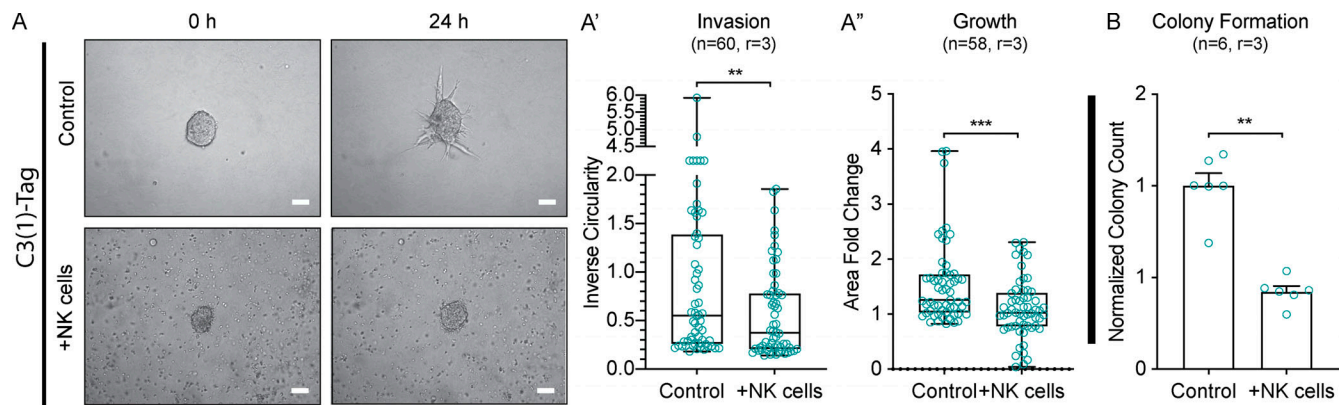 A
0 h
24 h
C3(1)-Tag
Control
+NK cells
A'
Invasion
(n=60, r=3)
**
Inverse Circularity
6.0
5.5
5.0
4.5
2.0
1.5
1.0
0.5
0.0
Control +NK cells
A"
Growth
(n=58, r=3)
***
Area Fold Change
5
4
3
2
1
0
Control+NK cells
B
Colony Formation
(n=6, r=3)
**
Normalized Colony Count
2
1
1
0
Control +NK cells